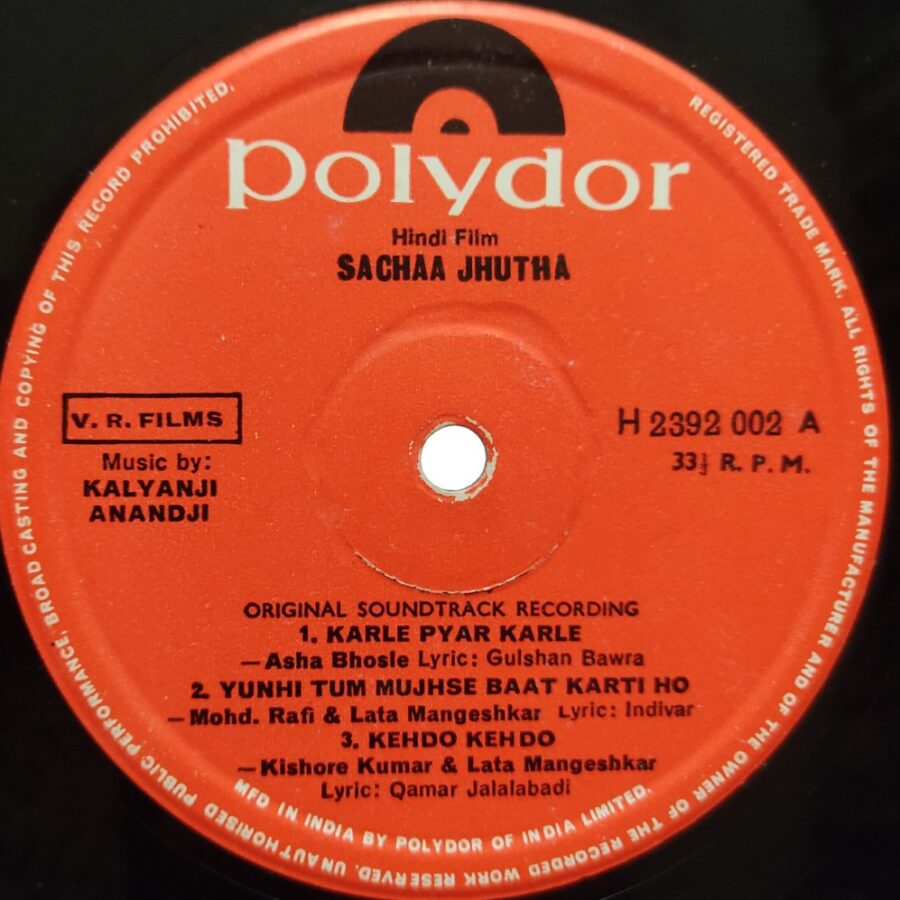 polydor
Hindi Film
SACHAA JHUTHA
V. R. FILMS
Music by:
KALYANJI
ANANDJI
H 2392 002 A
33⅓ R. P. M.
ORIGINAL SOUNDTRACK RECORDING
1. KARLE PYAR KARLE
—Asha Bhosle Lyric: Gulshan Bawra
2. YUNHI TUM MUJHSE BAAT KARTI HO
—Mohd. Rafi & Lata Mangeshkar Lyric: Indivar
3. KEHDO KEHDO
—Kishore Kumar & Lata Mangeshkar
Lyric: Qamar Jalalabadi
MFD IN INDIA BY POLYDOR OF INDIA LIMITED.
REGISTERED TRADE MARK. ALL RIGHTS OF THE MANUFACTURER AND OF THE OWNER OF THE RECORDED WORK RESERVED. UNAUTHORISED PUBLIC PERFORMANCE, BROAD CASTING AND COPYING OF THIS RECORD PROHIBITED.